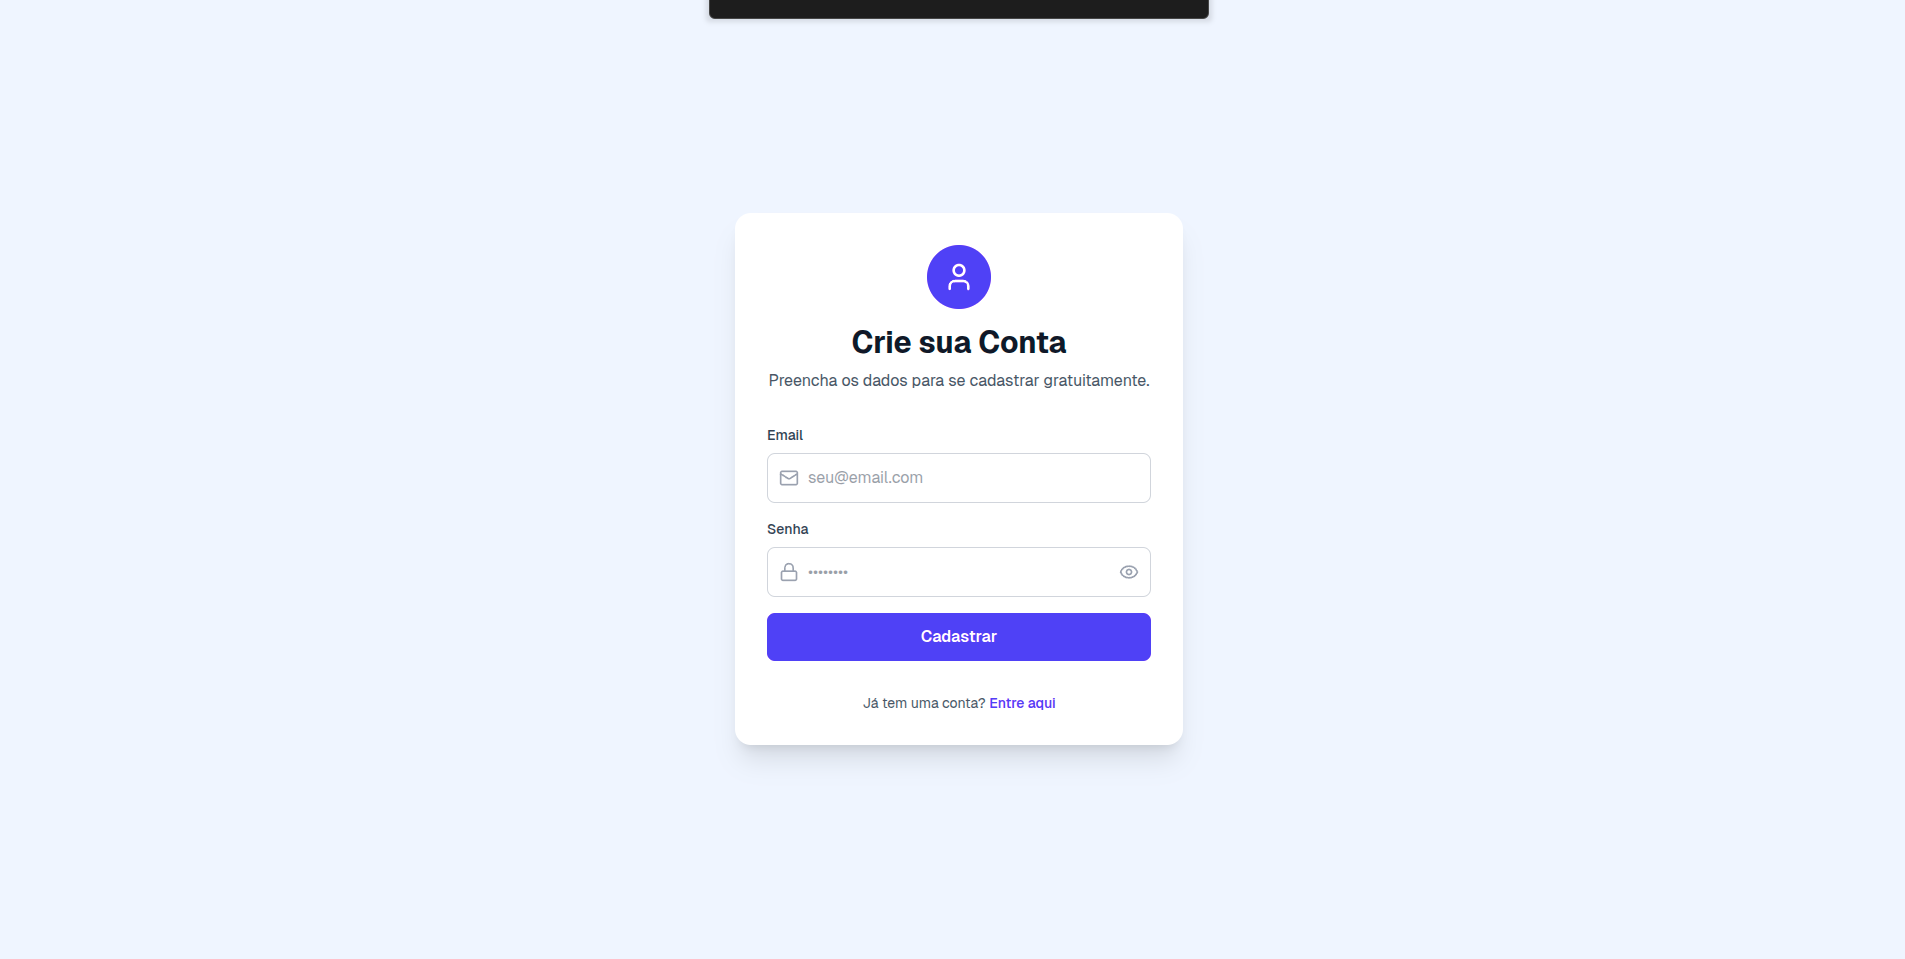 Crie sua Conta
Preencha os dados para se cadastrar gratuitamente.
Email
seu@email.com
Senha
••••••••
Cadastrar
Já tem uma conta? Entre aqui